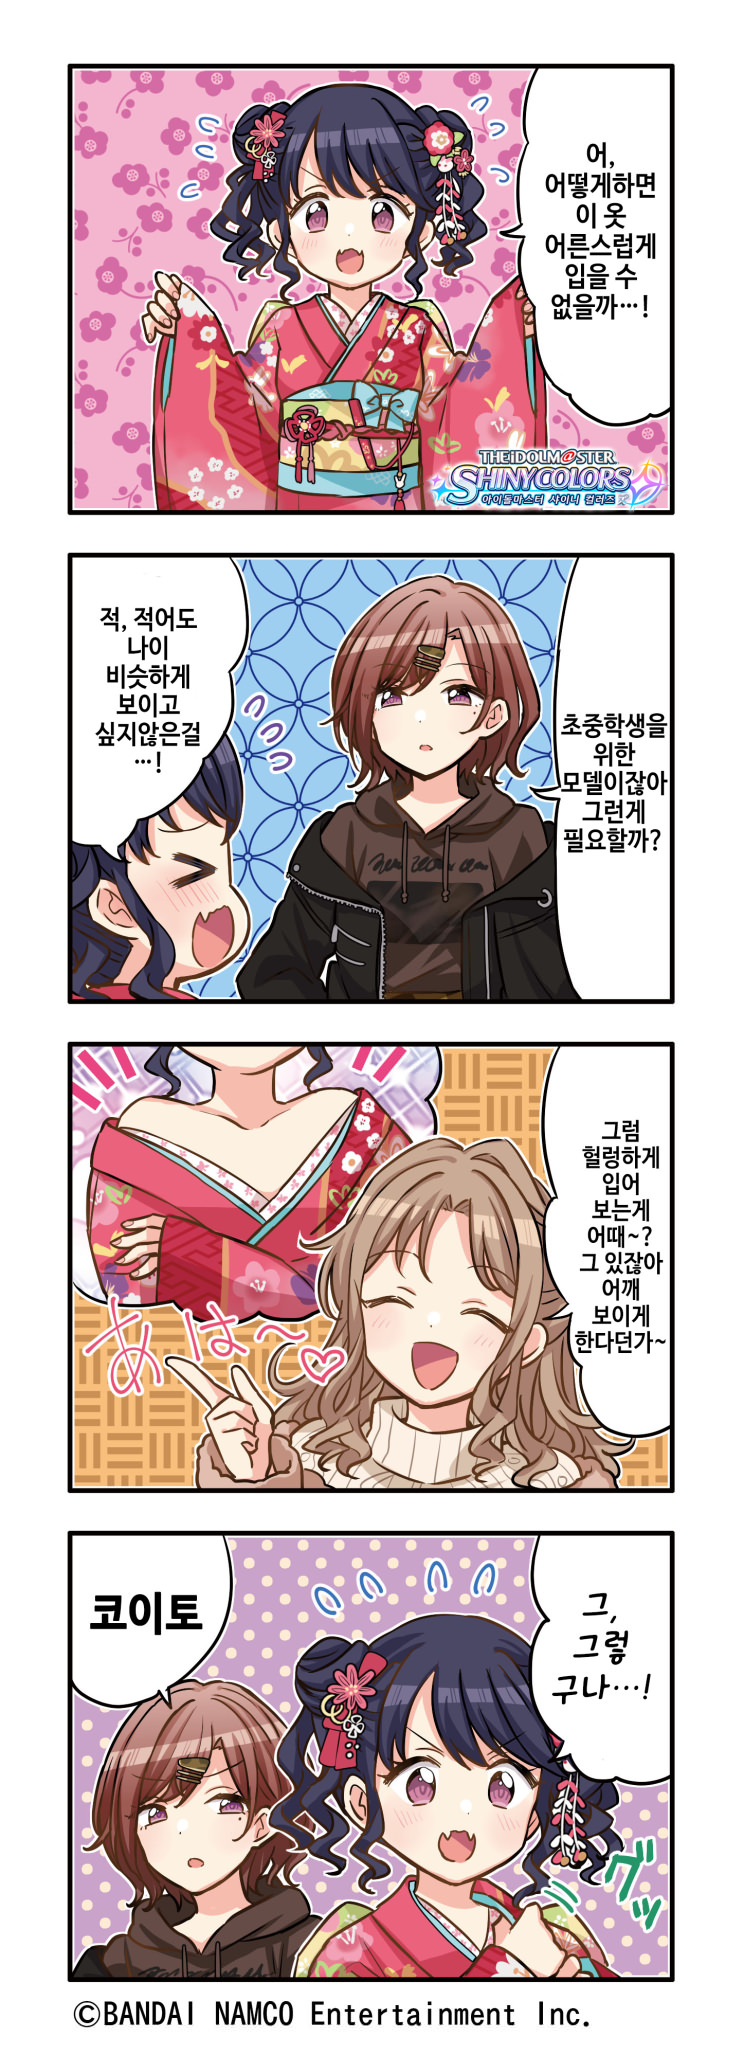 어,
어떻게하면
이 옷
어른스럽게
입을 수
없을까…!
THE iDOLM@STER
SHINY COLORS
아이돌마스터 샤이니 컬러즈
초중학생을
위한
모델이잖아
그런게
필요할까?
적, 적어도
나이
비슷하게
보이고
싶지않은걸
…!
그럼
헐렁하게
입어
보는게
어때~?
그 있잖아
어깨
보이게
한다던가~
あは〜♡
그,
그렇
구나…!
코이토
グッ
©BANDAI NAMCO Entertainment Inc.